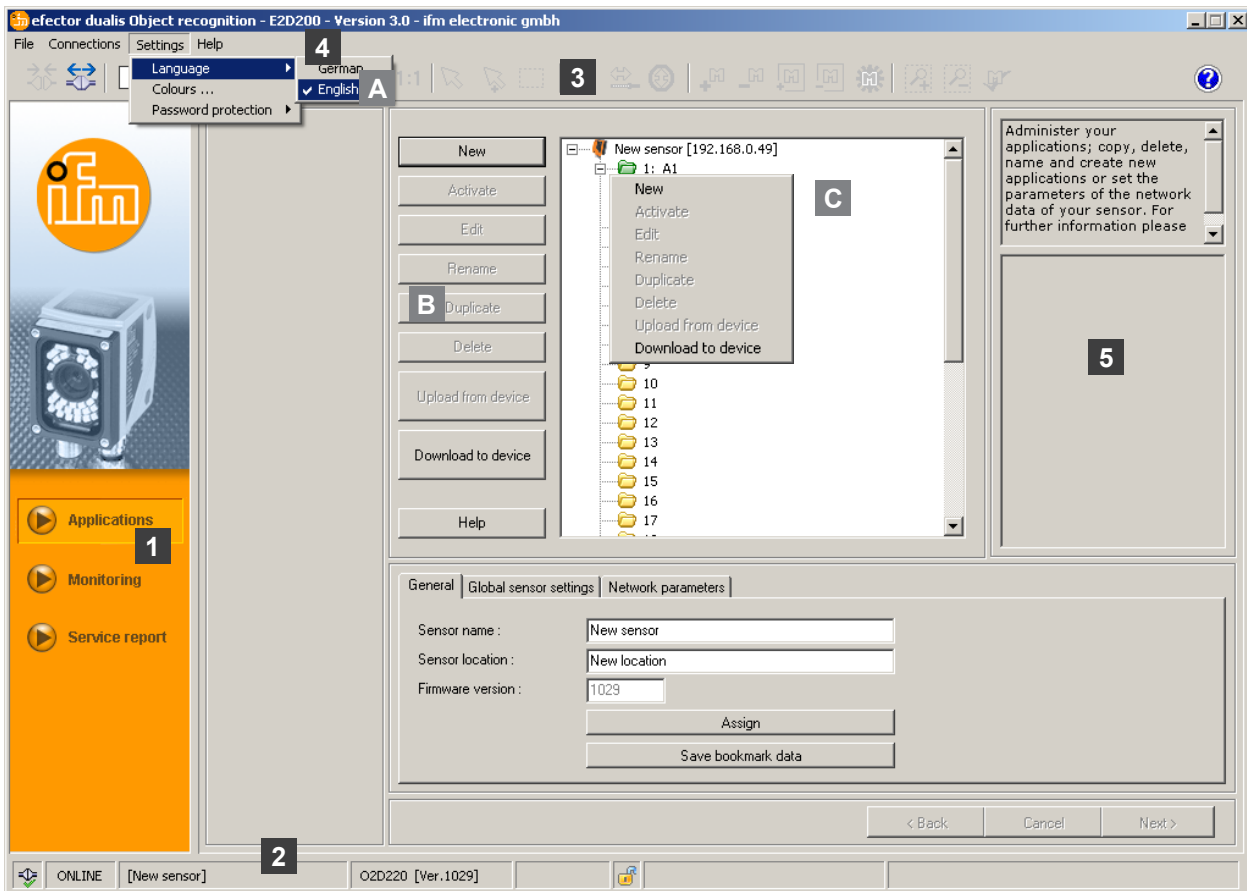 efector dualis Object recognition - E2D200 - Version 3.0 - ifm electronic gmbh
File Connections Settings Help
4
Language
German
Colours ...
English
A
Password protection
1:1
3
ifm
New
Activate
Edit
Rename
Duplicate
B
Delete
Upload from device
Download to device
Help
New sensor [192.168.0.49]
1: A1
New
Activate
Edit
Rename
Duplicate
Delete
Upload from device
Download to device
C
9
10
11
12
13
14
15
16
17
Administer your
applications; copy, delete,
name and create new
applications or set the
parameters of the network
data of your sensor. For
further information please
5
Applications
1
Monitoring
Service report
General Global sensor settings Network parameters
Sensor name : New sensor
Sensor location : New location
Firmware version : 1029
Assign
Save bookmark data
< Back Cancel Next >
2
ONLINE [New sensor] O2D220 [Ver.1029]